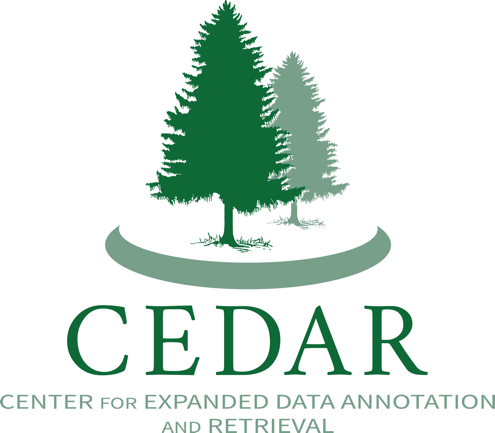 CEDAR
CENTER FOR EXPANDED DATA ANNOTATION
AND RETRIEVAL